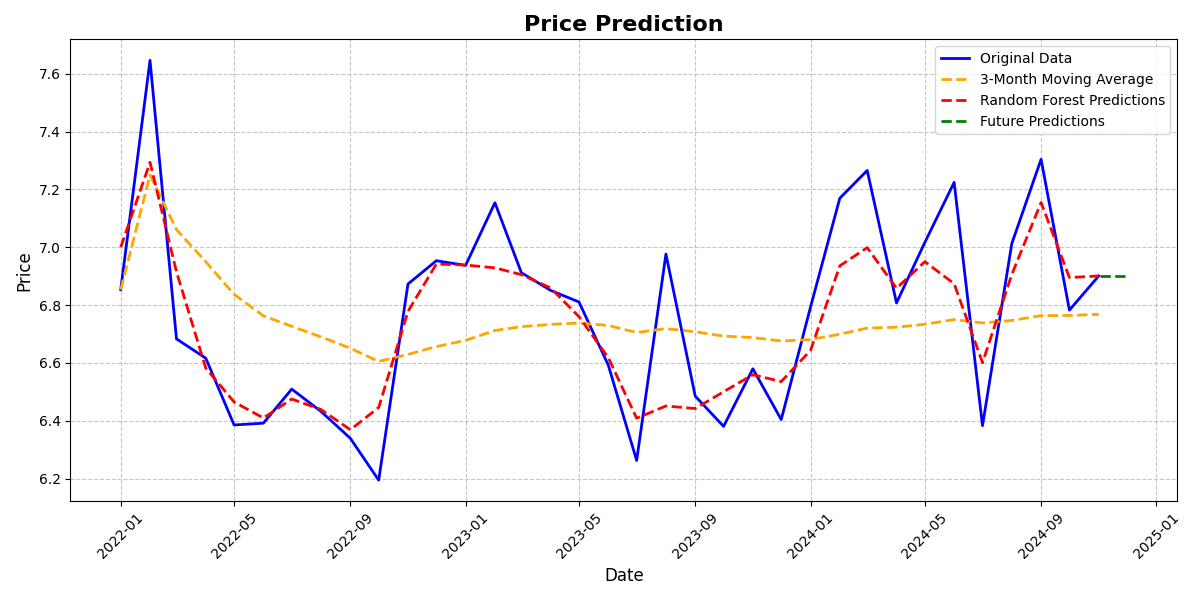 Price Prediction
Original Data
3-Month Moving Average
Random Forest Predictions
Future Predictions
Price
7.6
7.4
7.2
7.0
6.8
6.6
6.4
6.2
2022-01
2022-05
2022-09
2023-01
2023-05
2023-09
2024-01
2024-05
2024-09
2025-01
Date